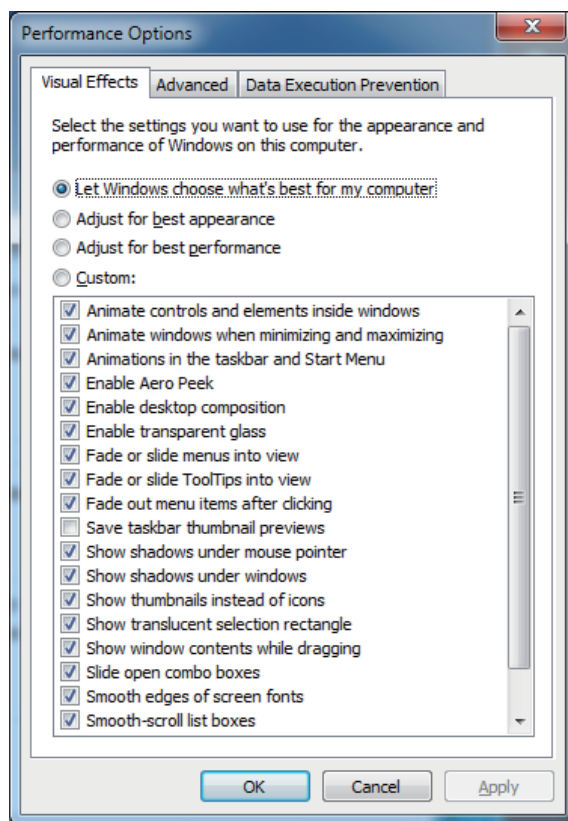 Performance Options
Visual Effects Advanced Data Execution Prevention
Select the settings you want to use for the appearance and
performance of Windows on this computer.
Let Windows choose what's best for my computer
Adjust for best appearance
Adjust for best performance
Custom:
Animate controls and elements inside windows
Animate windows when minimizing and maximizing
Animations in the taskbar and Start Menu
Enable Aero Peek
Enable desktop composition
Enable transparent glass
Fade or slide menus into view
Fade or slide ToolTips into view
Fade out menu items after clicking
Save taskbar thumbnail previews
Show shadows under mouse pointer
Show shadows under windows
Show thumbnails instead of icons
Show translucent selection rectangle
Show window contents while dragging
Slide open combo boxes
Smooth edges of screen fonts
Smooth-scroll list boxes
OK Cancel Apply